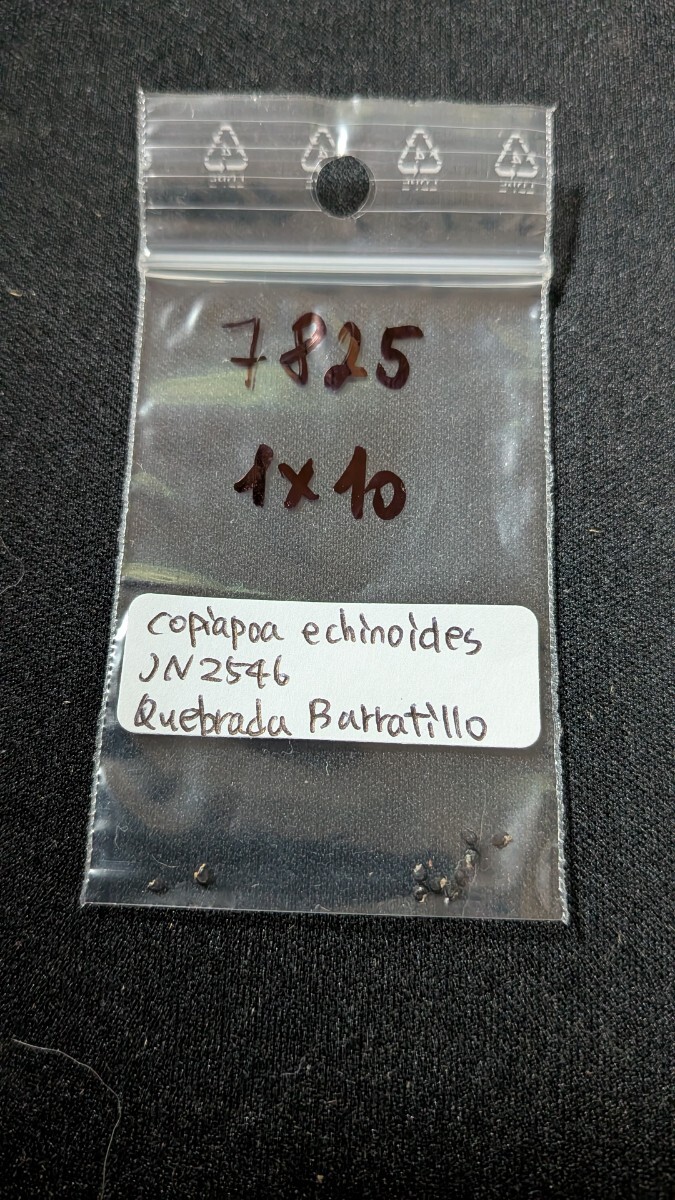 7825
1x10
copiapoa echinoides
JN2546
Quebrada Barratillo